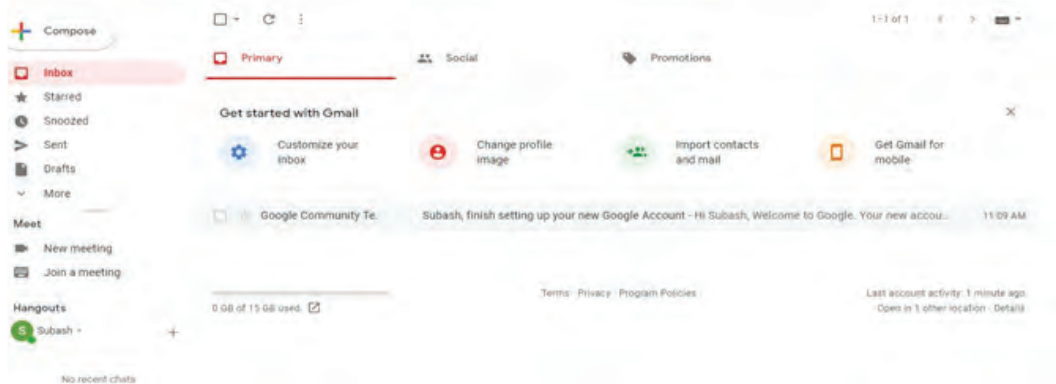 Compose
1-1 of 1
Primary
Social
Promotions
Inbox
Starred
Snoozed
Sent
Drafts
More
Get started with Gmail
Customize your
inbox
Change profile
image
Import contacts
and mail
Get Gmail for
mobile
Google Community Te. Subash, finish setting up your new Google Account - Hi Subash, Welcome to Google. Your new accou... 11:09 AM
Meet
New meeting
Join a meeting
Hangouts
S
Subash
No recent chats
0 GB of 15 GB used.
Terms · Privacy · Program Policies
Last account activity: 1 minute ago
Open in 1 other location · Details